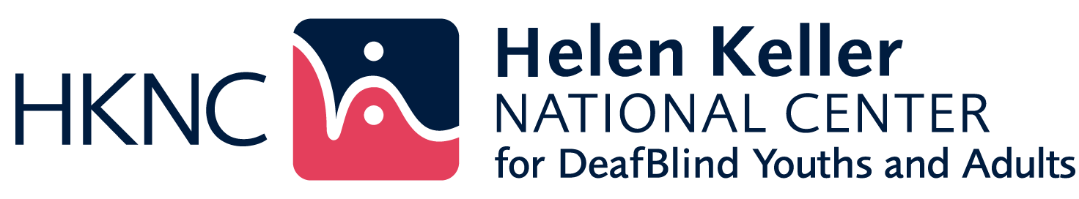 HKNC
Helen Keller
NATIONAL CENTER
for DeafBlind Youths and Adults